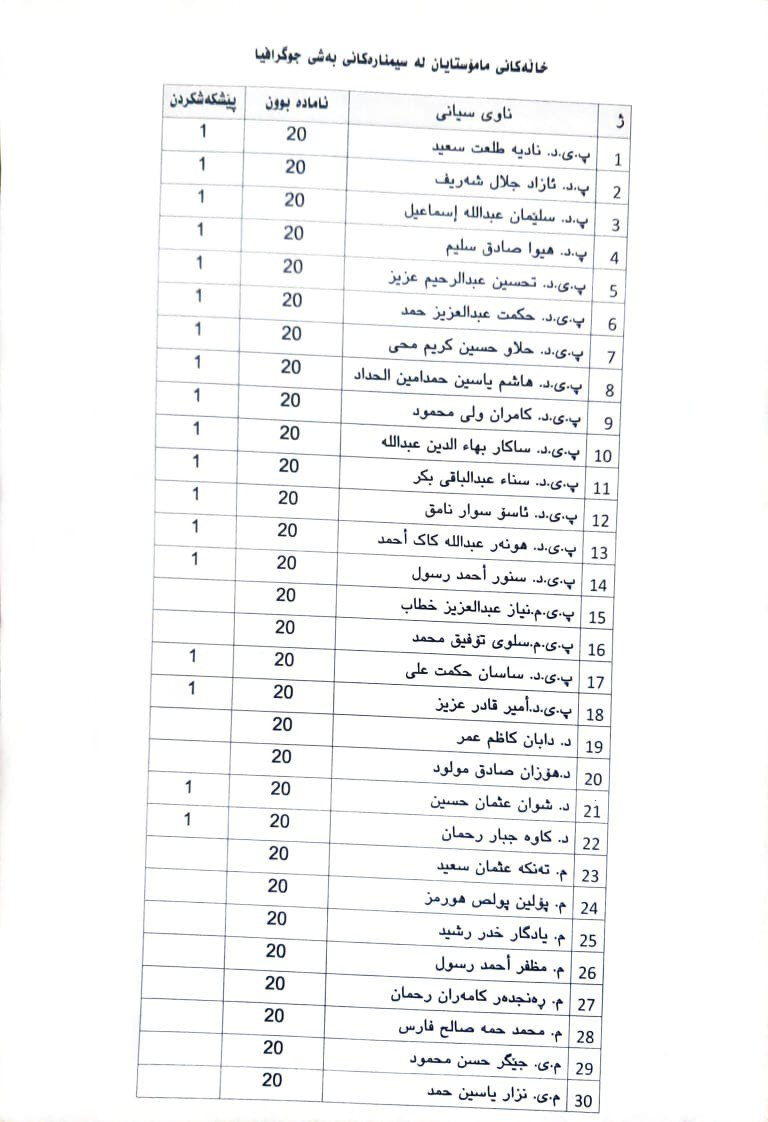 خاڵەکانی مامۆستایان لە سیمنارەکانی بەشی جوگرافیا
ژ ناوی سیانی ئامادە بوون پێشکەشکردن
1 پ.ی.د. نادیە طلعت سعید 20 1
2 پ.د. ئازاد جلال شەریف 20 1
3 پ.د. سلێمان عبدالله إسماعیل 20 1
4 پ.د. هیوا صادق سلیم 20 1
5 پ.ی.د. تحسین عبدالرحیم عزیز 20 1
6 پ.ی.د. حکمت عبدالعزیز حمد 20 1
7 پ.ی.د. حلاو حسین کریم محی 20 1
8 پ.ی.د. هاشم یاسین حمدامین الحداد 20 1
9 پ.ی.د. کامران ولی محمود 20 1
10 پ.ی.د. ساکار بهاء الدین عبدالله 20 1
11 پ.ی.د. سناء عبدالباقی بکر 20 1
12 پ.ی.د. ئاسۆ سوار نامق 20 1
13 پ.ی.د. هونەر عبدالله کاک أحمد 20 1
14 پ.ی.د. سنور أحمد رسول 20 1
15 پ.ی.م.نیاز عبدالعزیز خطاب 20
16 پ.ی.م.سلوی تۆفیق محمد 20
17 پ.ی.د. ساسان حکمت علی 20 1
18 پ.ی.د.أمیر قادر عزیز 20 1
19 د. دابان کاظم عمر 20
20 د.هۆزان صادق مولود 20
21 د. شوان عثمان حسین 20 1
22 د. کاوە جبار رحمان 20 1
23 م. تەنکە عثمان سعید 20
24 م. پۆلین پولص هورمز 20
25 م. یادگار خدر رشید 20
26 م. مظفر أحمد رسول 20
27 م. ڕەنجدەر کامەران رحمان 20
28 م. محمد حمە صالح فارس 20
29 م.ی. جێگر حسن محمود 20
30 م.ی. نزار یاسین حمد 20